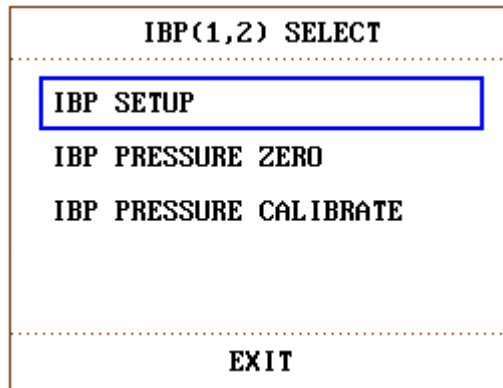 IBP(1,2) SELECT
IBP SETUP
IBP PRESSURE ZERO
IBP PRESSURE CALIBRATE
EXIT